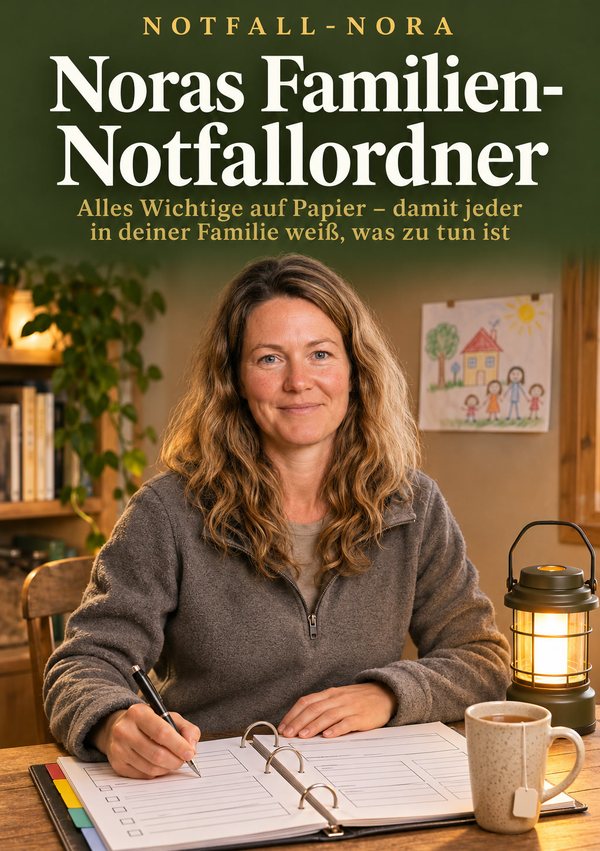 NOTFALL-NORA
Noras Familien-
Notfallordner
Alles Wichtige auf Papier – damit jeder
in deiner Familie weiß, was zu tun ist